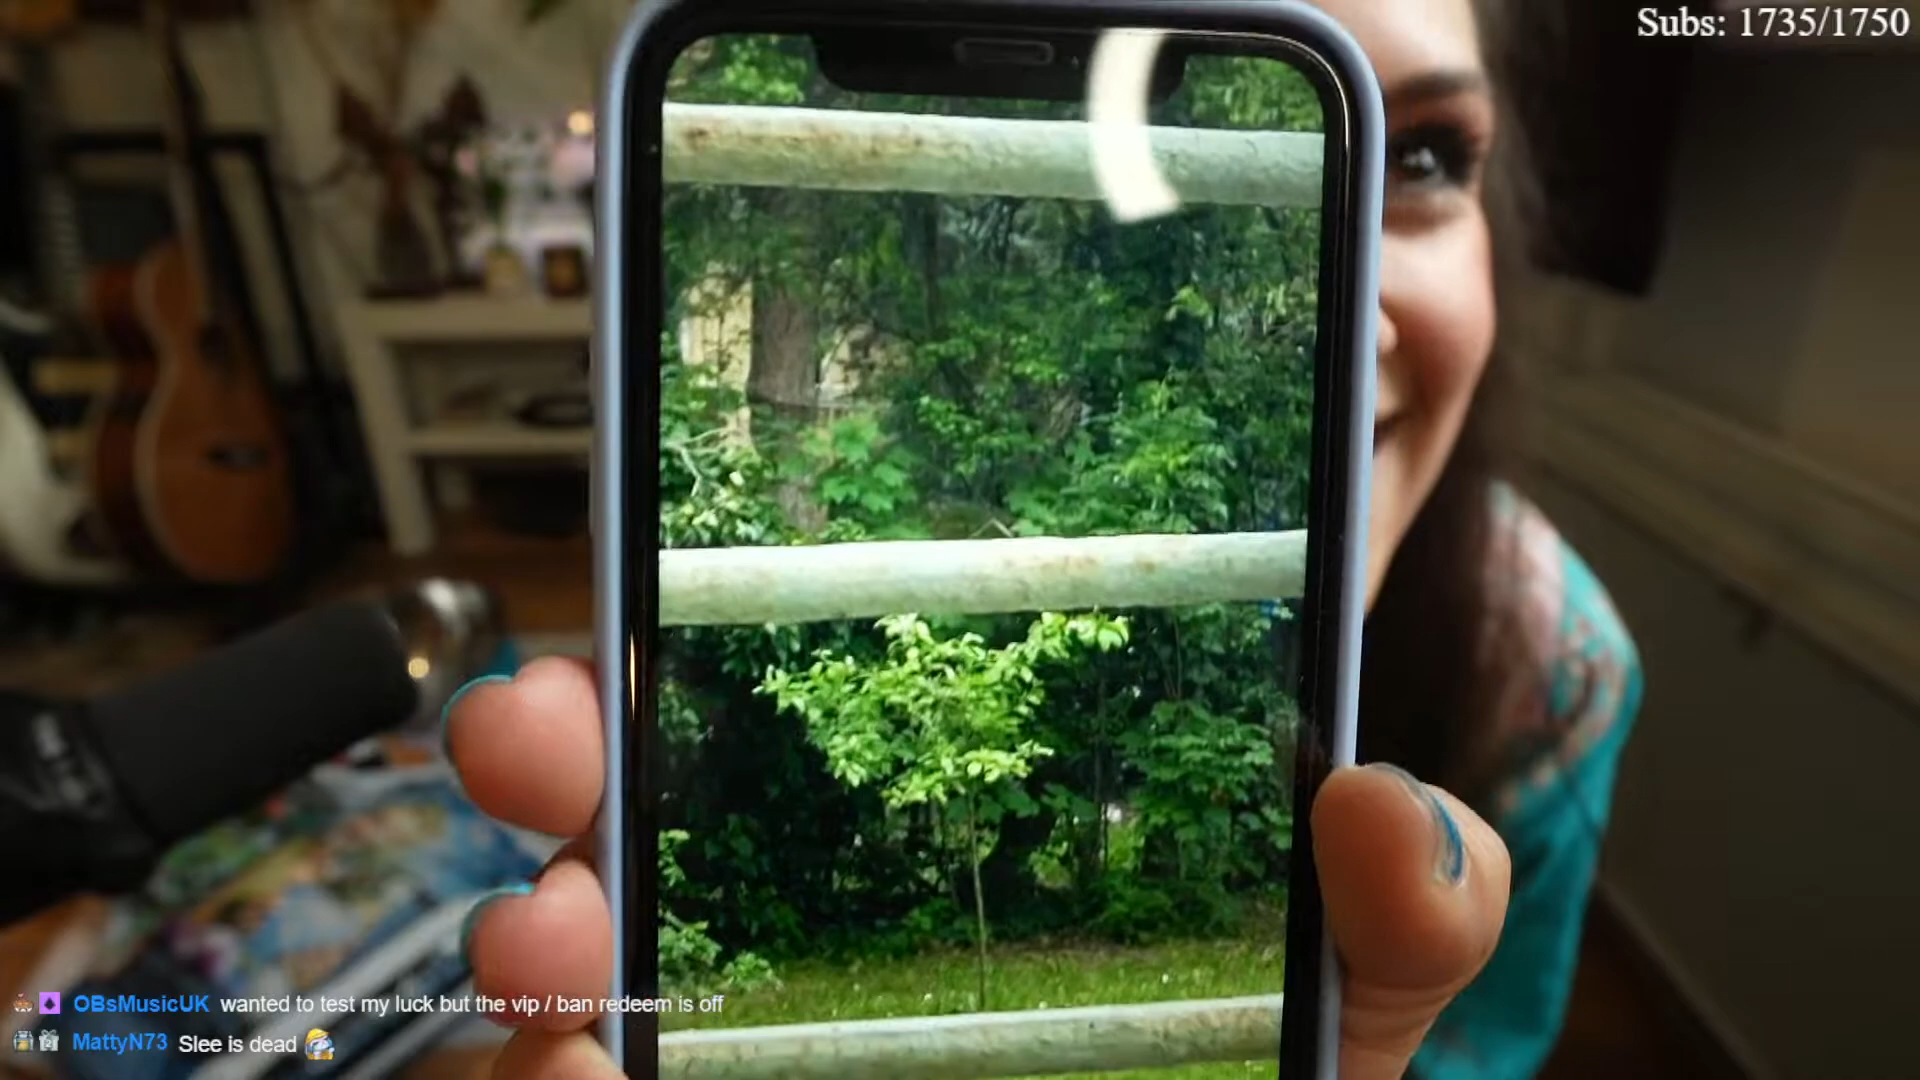 Subs: 1735/1750
OBsMusicUK wanted to test my luck but the vip / ban redeem is off
MattyN73 Slee is dead